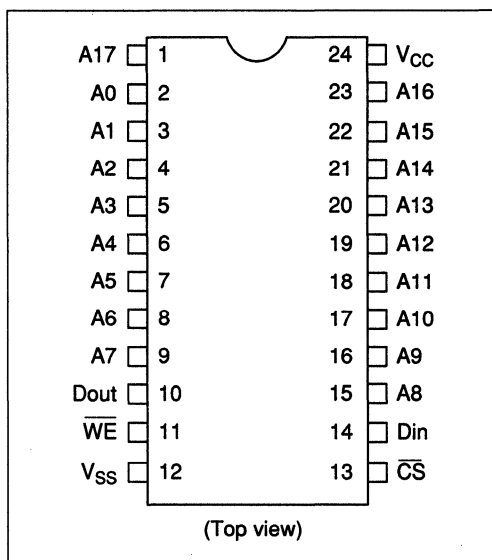 A17 1 24 VCC
A0 2 23 A16
A1 3 22 A15
A2 4 21 A14
A3 5 20 A13
A4 6 19 A12
A5 7 18 A11
A6 8 17 A10
A7 9 16 A9
Dout 10 15 A8
W̅E̅ 11 14 Din
VSS 12 13 C̅S̅
(Top view)